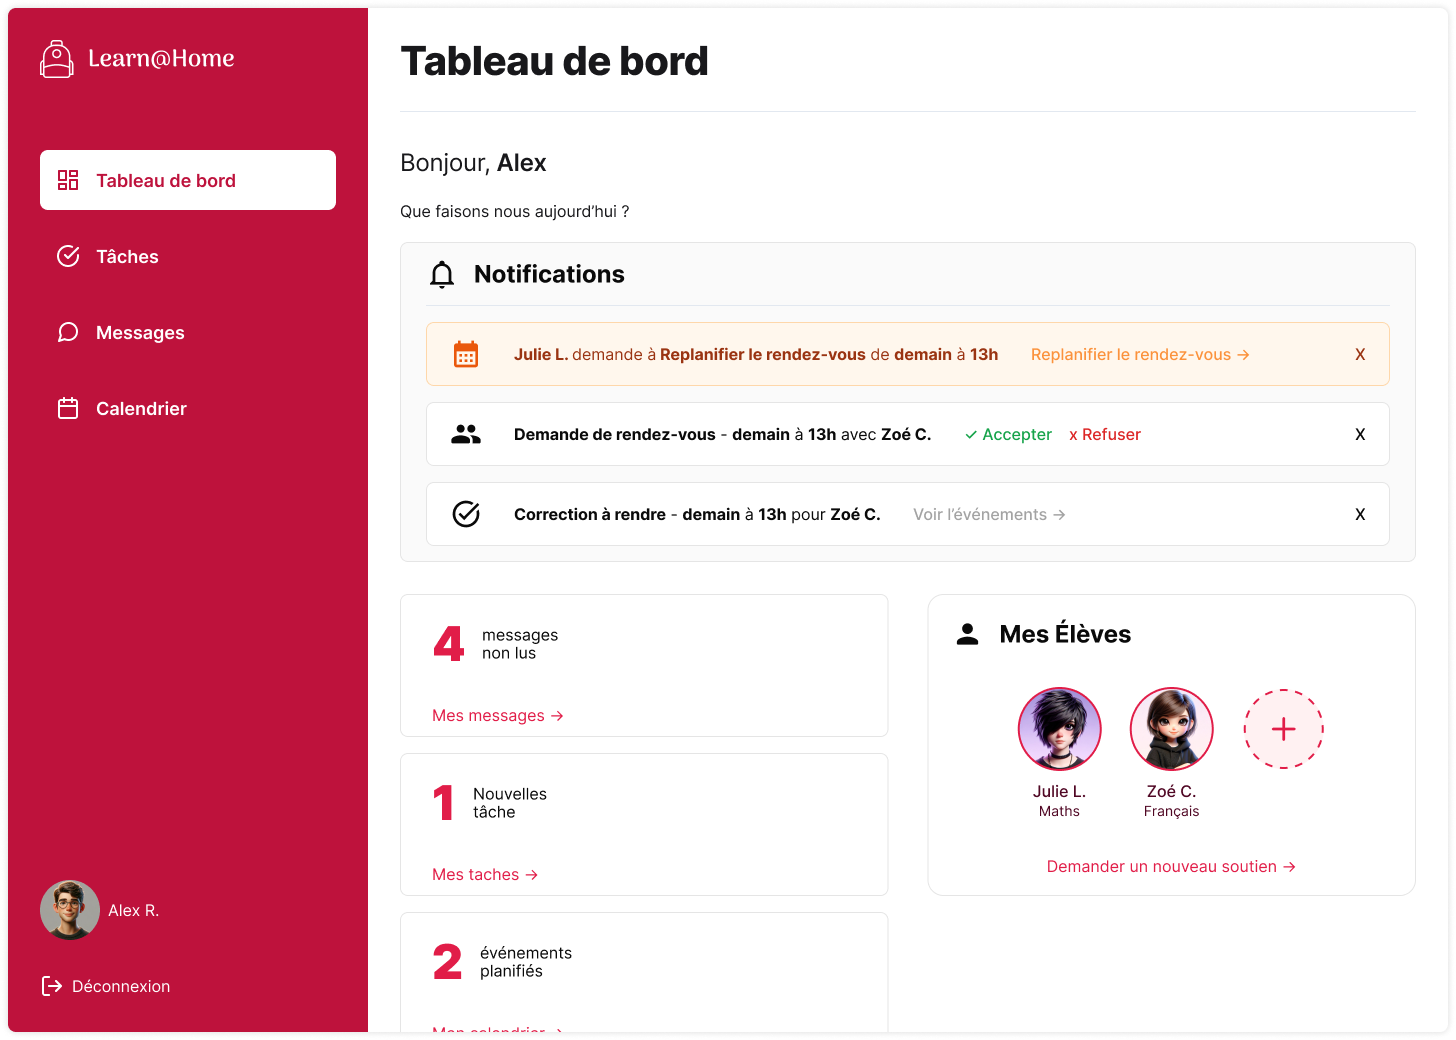 Learn@Home
Tableau de bord
Tâches
Messages
Calendrier
Alex R.
Déconnexion
Tableau de bord
Bonjour, Alex
Que faisons nous aujourd’hui ?
Notifications
Julie L. demande à Replanifier le rendez-vous de demain à 13h Replanifier le rendez-vous → X
Demande de rendez-vous - demain à 13h avec Zoé C. ✓ Accepter x Refuser X
Correction à rendre - demain à 13h pour Zoé C. Voir l’événements → X
4 messages
non lus
Mes messages →
1 Nouvelles
tâche
Mes taches →
2 événements
planifiés
Mon calendrier →
Mes Élèves
Julie L.
Maths
Zoé C.
Français
Demander un nouveau soutien →